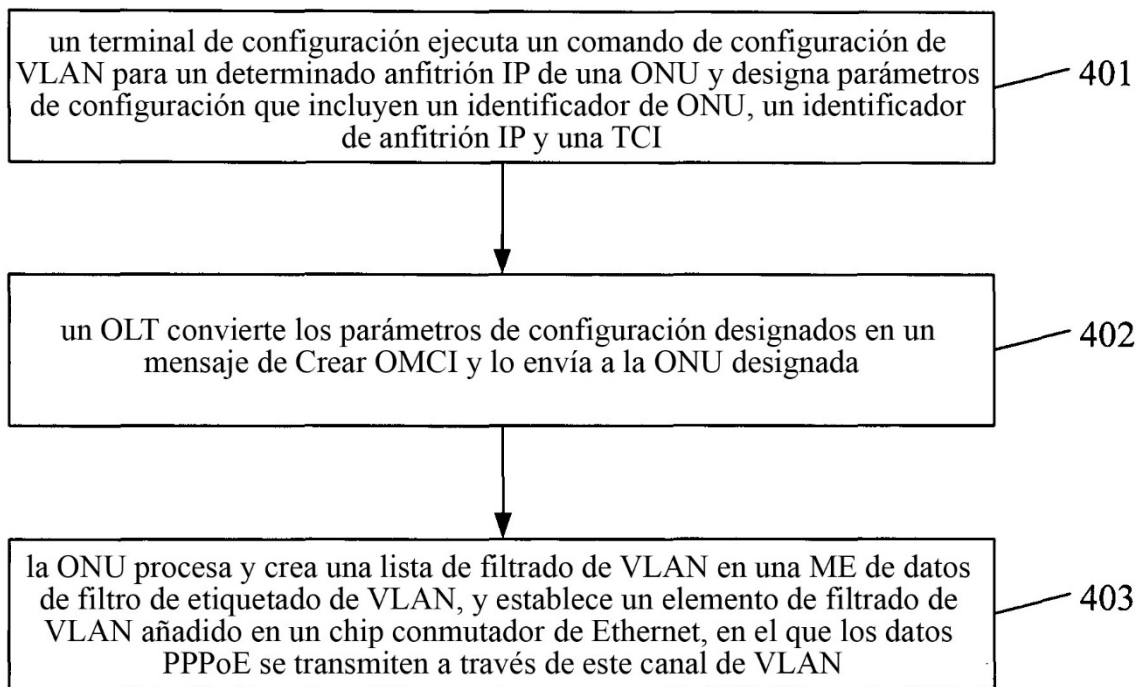 un terminal de configuración ejecuta un comando de configuración de
VLAN para un determinado anfitrión IP de una ONU y designa parámetros
de configuración que incluyen un identificador de ONU, un identificador
de anfitrión IP y una TCI
401
un OLT convierte los parámetros de configuración designados en un
mensaje de Crear OMCI y lo envía a la ONU designada
402
la ONU procesa y crea una lista de filtrado de VLAN en una ME de datos
de filtro de etiquetado de VLAN, y establece un elemento de filtrado de
VLAN añadido en un chip conmutador de Ethernet, en el que los datos
PPPoE se transmiten a través de este canal de VLAN
403